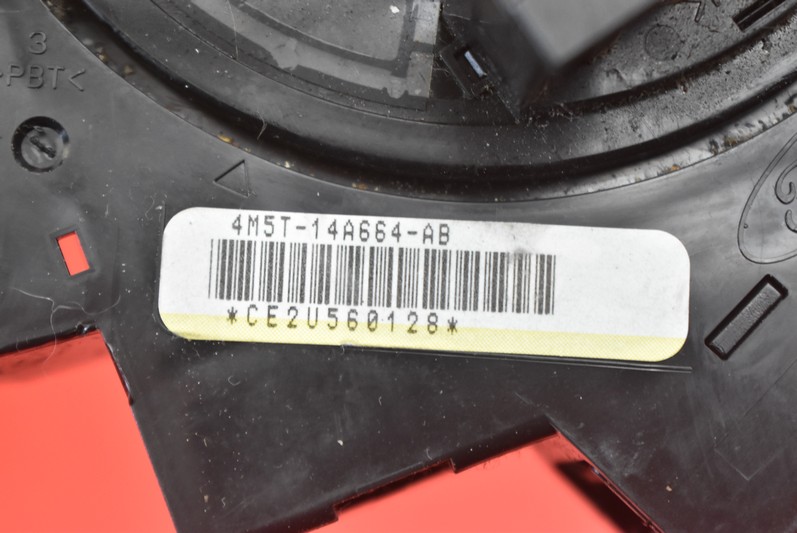 3
>PBT<
4M5T-14A664-AB
*CE2U560128*